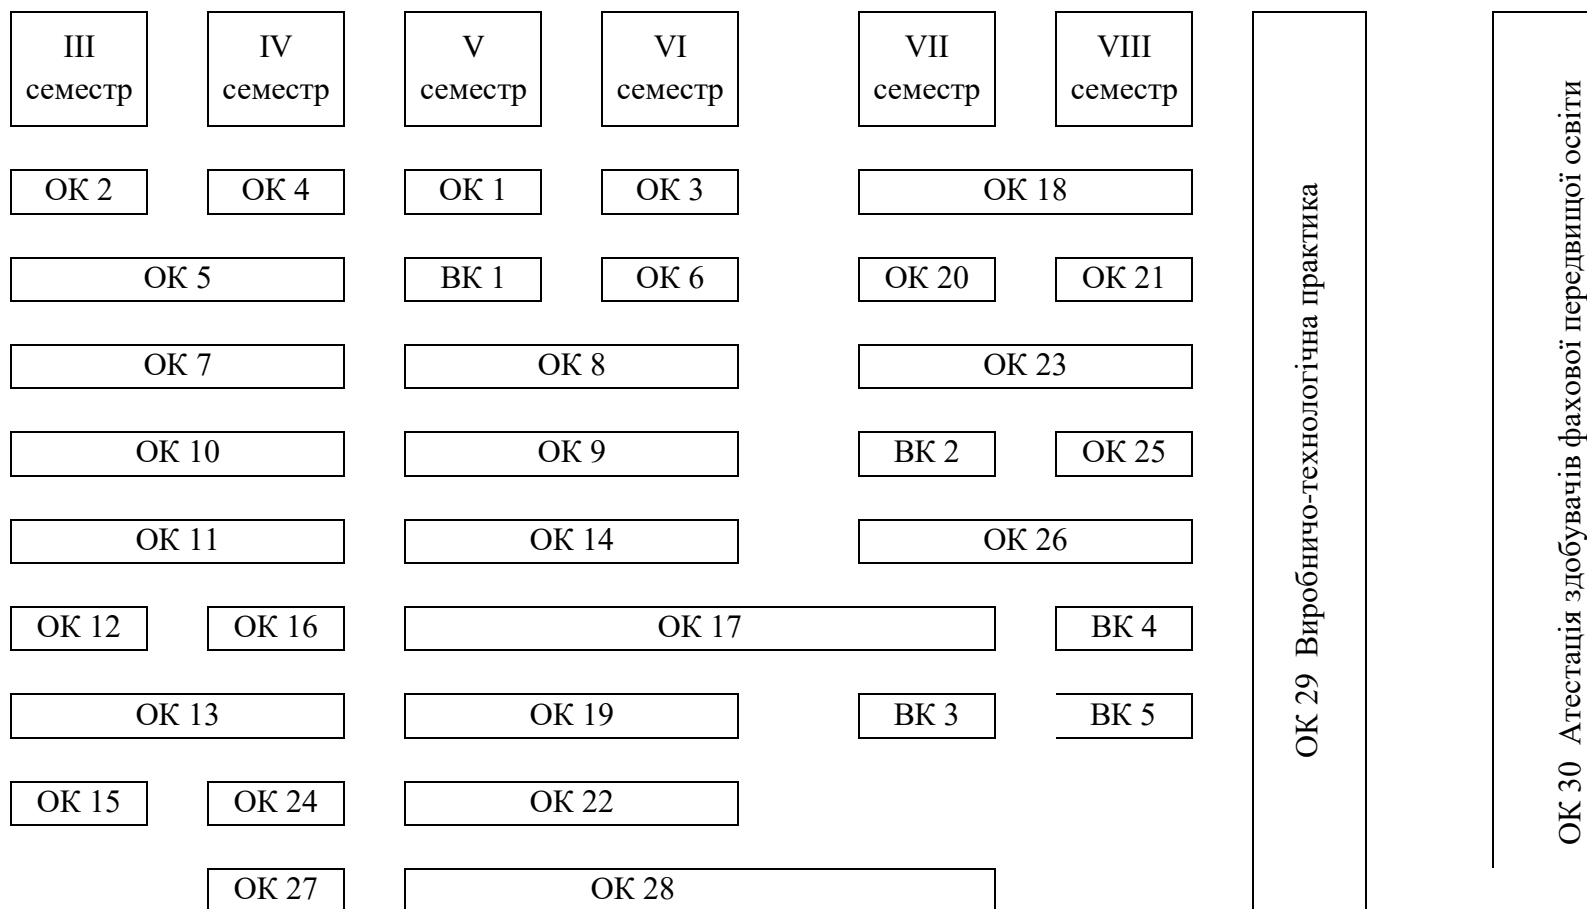 III IV V VI VII VIII
семестр семестр семестр семестр семестр семестр
ОК 2 ОК 4 ОК 1 ОК 3 ОК 18
ОК 5 ВК 1 ОК 6 ОК 20 ОК 21
ОК 7 ОК 8 ОК 23
ОК 10 ОК 9 ВК 2 ОК 25
ОК 11 ОК 14 ОК 26
ОК 12 ОК 16 ОК 17 ВК 4
ОК 13 ОК 19 ВК 3 ВК 5
ОК 15 ОК 24 ОК 22
ОК 27 ОК 28
ОК 29 Виробничо-технологічна практика
ОК 30 Атестація здобувачів фахової передвищої освіти